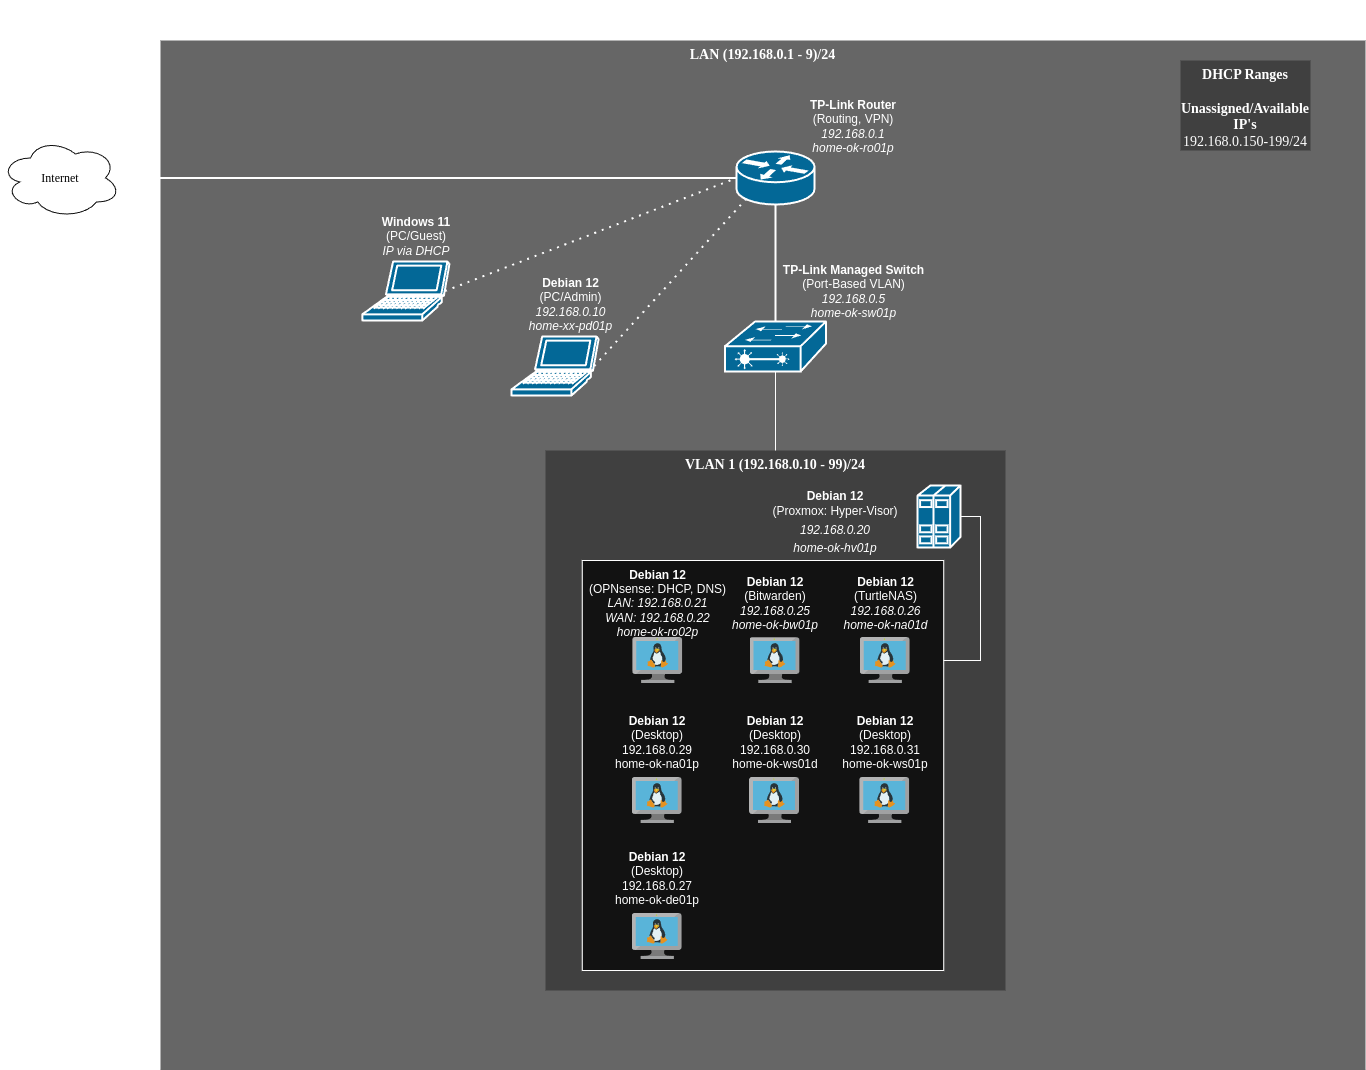 LAN (192.168.0.1 - 9)/24
DHCP Ranges
Unassigned/Available
IP's
192.168.0.150-199/24
TP-Link Router
(Routing, VPN)
192.168.0.1
home-ok-ro01p
Internet
Windows 11
(PC/Guest)
IP via DHCP
Debian 12
(PC/Admin)
192.168.0.10
home-xx-pd01p
TP-Link Managed Switch
(Port-Based VLAN)
192.168.0.5
home-ok-sw01p
VLAN 1 (192.168.0.10 - 99)/24
Debian 12
(Proxmox: Hyper-Visor)
192.168.0.20
home-ok-hv01p
Debian 12
(OPNsense: DHCP, DNS)
LAN: 192.168.0.21
WAN: 192.168.0.22
home-ok-ro02p
Debian 12
(Bitwarden)
192.168.0.25
home-ok-bw01p
Debian 12
(TurtleNAS)
192.168.0.26
home-ok-na01d
Debian 12
(Desktop)
192.168.0.29
home-ok-na01p
Debian 12
(Desktop)
192.168.0.30
home-ok-ws01d
Debian 12
(Desktop)
192.168.0.31
home-ok-ws01p
Debian 12
(Desktop)
192.168.0.27
home-ok-de01p